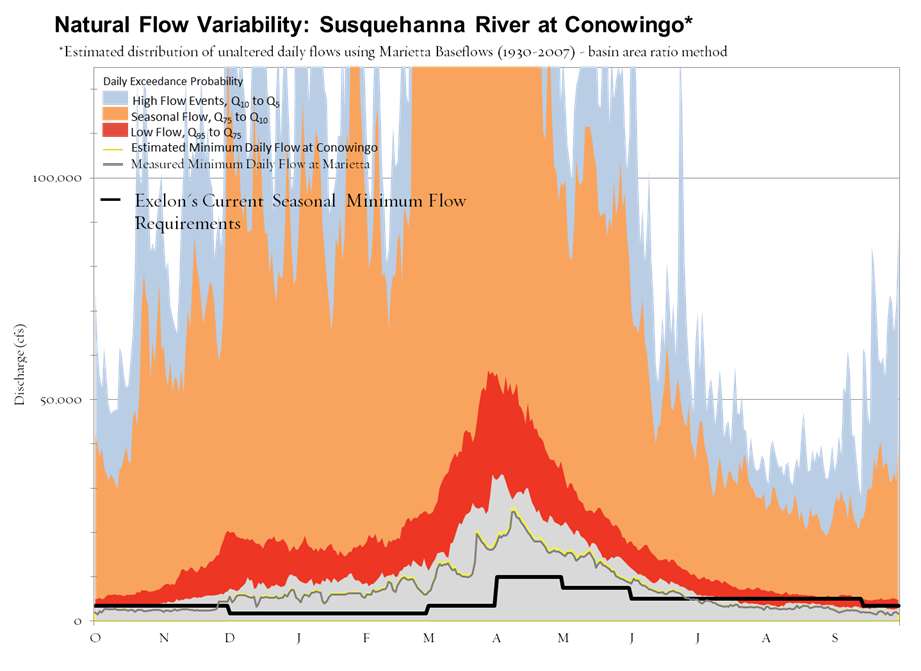 Natural Flow Variability: Susquehanna River at Conowingo*
*Estimated distribution of unaltered daily flows using Marietta Baseflows (1930-2007) - basin area ratio method
Daily Exceedance Probability
High Flow Events, Q10 to Q5
Seasonal Flow, Q75 to Q10
Low Flow, Q95 to Q75
Estimated Minimum Daily Flow at Conowingo
Measured Minimum Daily Flow at Marietta
Exelon´s Current Seasonal Minimum Flow
Requirements
Discharge (cfs)
100,000
50,000
0
O N D J F M A M J J A S